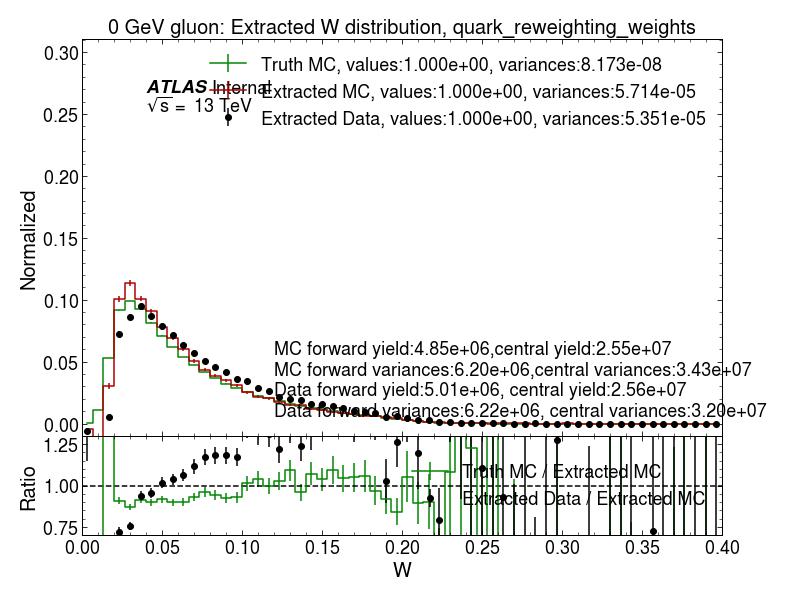 0 GeV gluon: Extracted W distribution, quark_reweighting_weights
Normalized
0.30
0.25
0.20
0.15
0.10
0.05
0.00
ATLAS Internal
√s = 13 TeV
Truth MC, values:1.000e+00, variances:8.173e-08
Extracted MC, values:1.000e+00, variances:5.714e-05
Extracted Data, values:1.000e+00, variances:5.351e-05
MC forward yield:4.85e+06,central yield:2.55e+07
MC forward variances:6.20e+06,central variances:3.43e+07
Data forward yield:5.01e+06, central yield:2.56e+07
Data forward variances:6.22e+06, central variances:3.20e+07
Ratio
1.25
1.00
0.75
Truth MC / Extracted MC
Extracted Data / Extracted MC
0.00 0.05 0.10 0.15 0.20 0.25 0.30 0.35 0.40
W